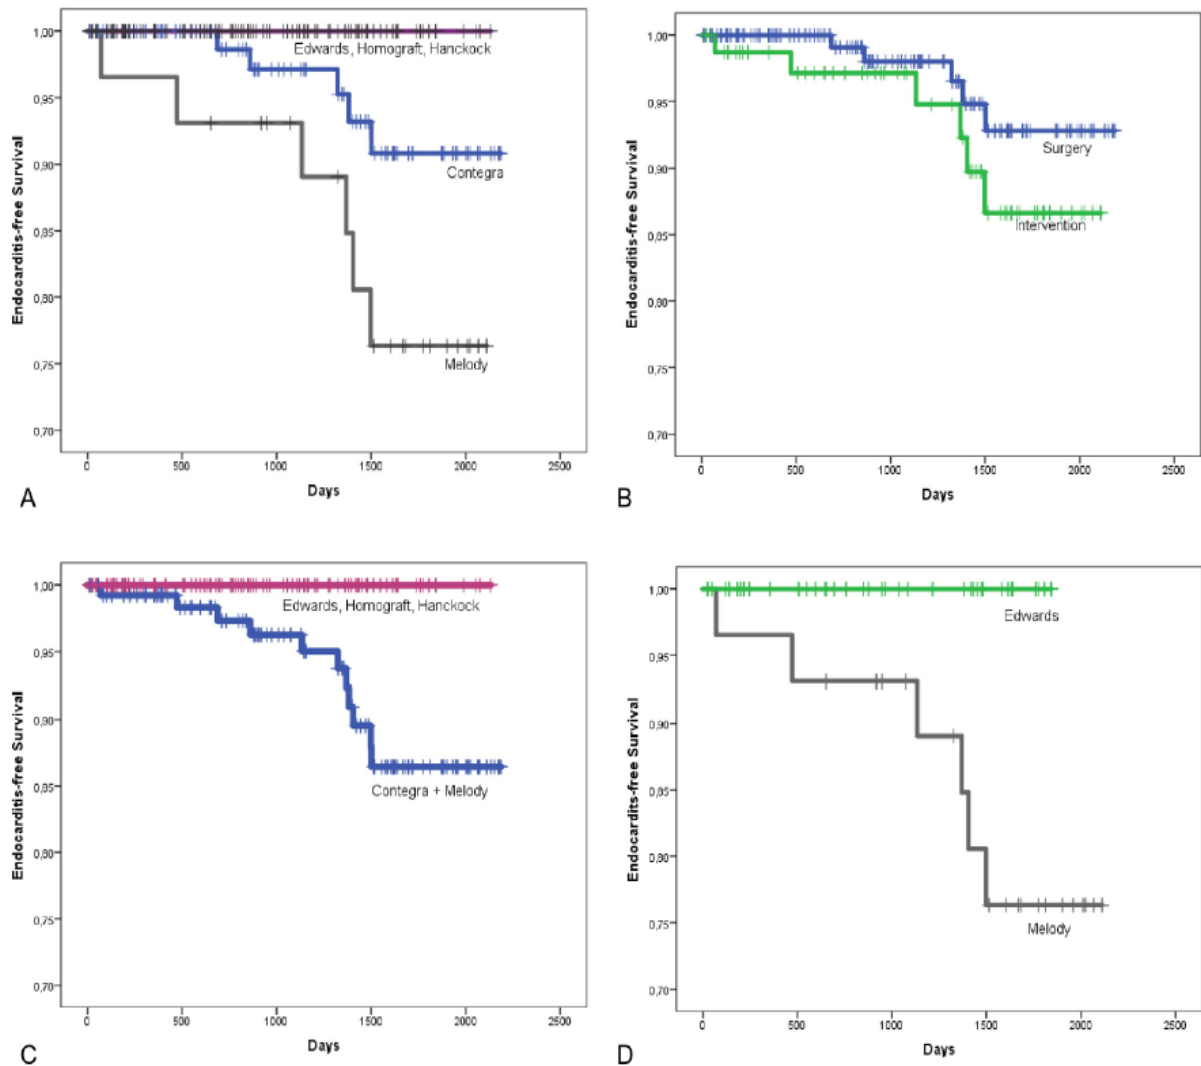 1,00
0,95
0,90
0,85
0,80
0,75
0,70
Endocarditis-free Survival
Edwards, Homograft, Hanckock
Contegra
Melody
0 500 1000 1500 2000 2500
Days
A
1,00
0,95
0,90
0,85
0,80
0,75
0,70
Endocarditis-free Survival
Surgery
Intervention
0 500 1000 1500 2000 2500
Days
B
1,00
0,95
0,90
0,85
0,80
0,75
0,70
Endocarditis-free Survival
Edwards, Homograft, Hanckock
Contegra + Melody
0 500 1000 1500 2000 2500
Days
C
1,00
0,95
0,90
0,85
0,80
0,75
0,70
Endocardits-free Survival
Edwards
Melody
0 500 1000 1500 2000 2500
Days
D